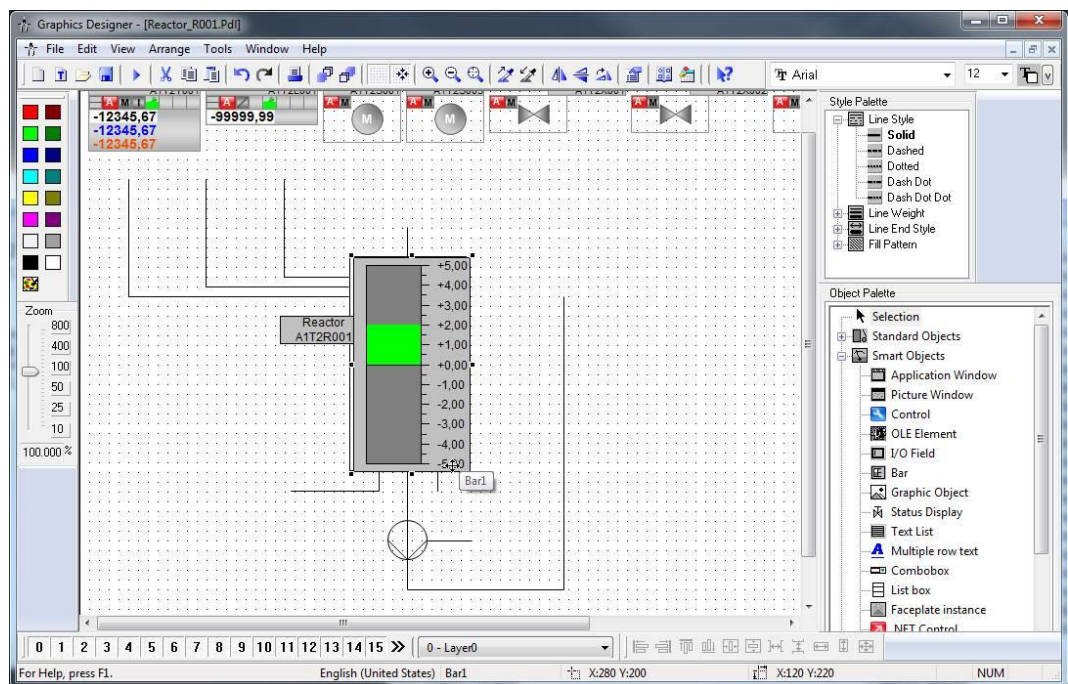 Graphics Designer - [Reactor_R001.Pdl]
File Edit View Arrange Tools Window Help
Arial
12
A M
-12345,67
-12345,67
-12345,67
A
-99999,99
A M
M
A M
M
A M
A M
A M
Style Palette
Line Style
Solid
Dashed
Dotted
Dash Dot
Dash Dot Dot
Line Weight
Line End Style
Fill Pattern
Zoom
800
400
100
50
25
10
100.000 %
Reactor
A1T2R001
+5,00
+4,00
+3,00
+2,00
+1,00
+0,00
-1,00
-2,00
-3,00
-4,00
Bar1
Object Palette
Selection
Standard Objects
Smart Objects
Application Window
Picture Window
Control
OLE Element
I/O Field
Bar
Graphic Object
Status Display
Text List
Multiple row text
Combobox
List box
Faceplate instance
.NET Control
0 1 2 3 4 5 6 7 8 9 10 11 12 13 14 15 0 - Layer0
For Help, press F1. English (United States) Bar1 X:280 Y:200 X:120 Y:220 NUM